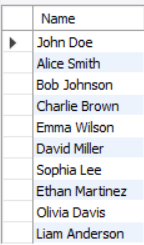 Name
John Doe
Alice Smith
Bob Johnson
Charlie Brown
Emma Wilson
David Miller
Sophia Lee
Ethan Martinez
Olivia Davis
Liam Anderson